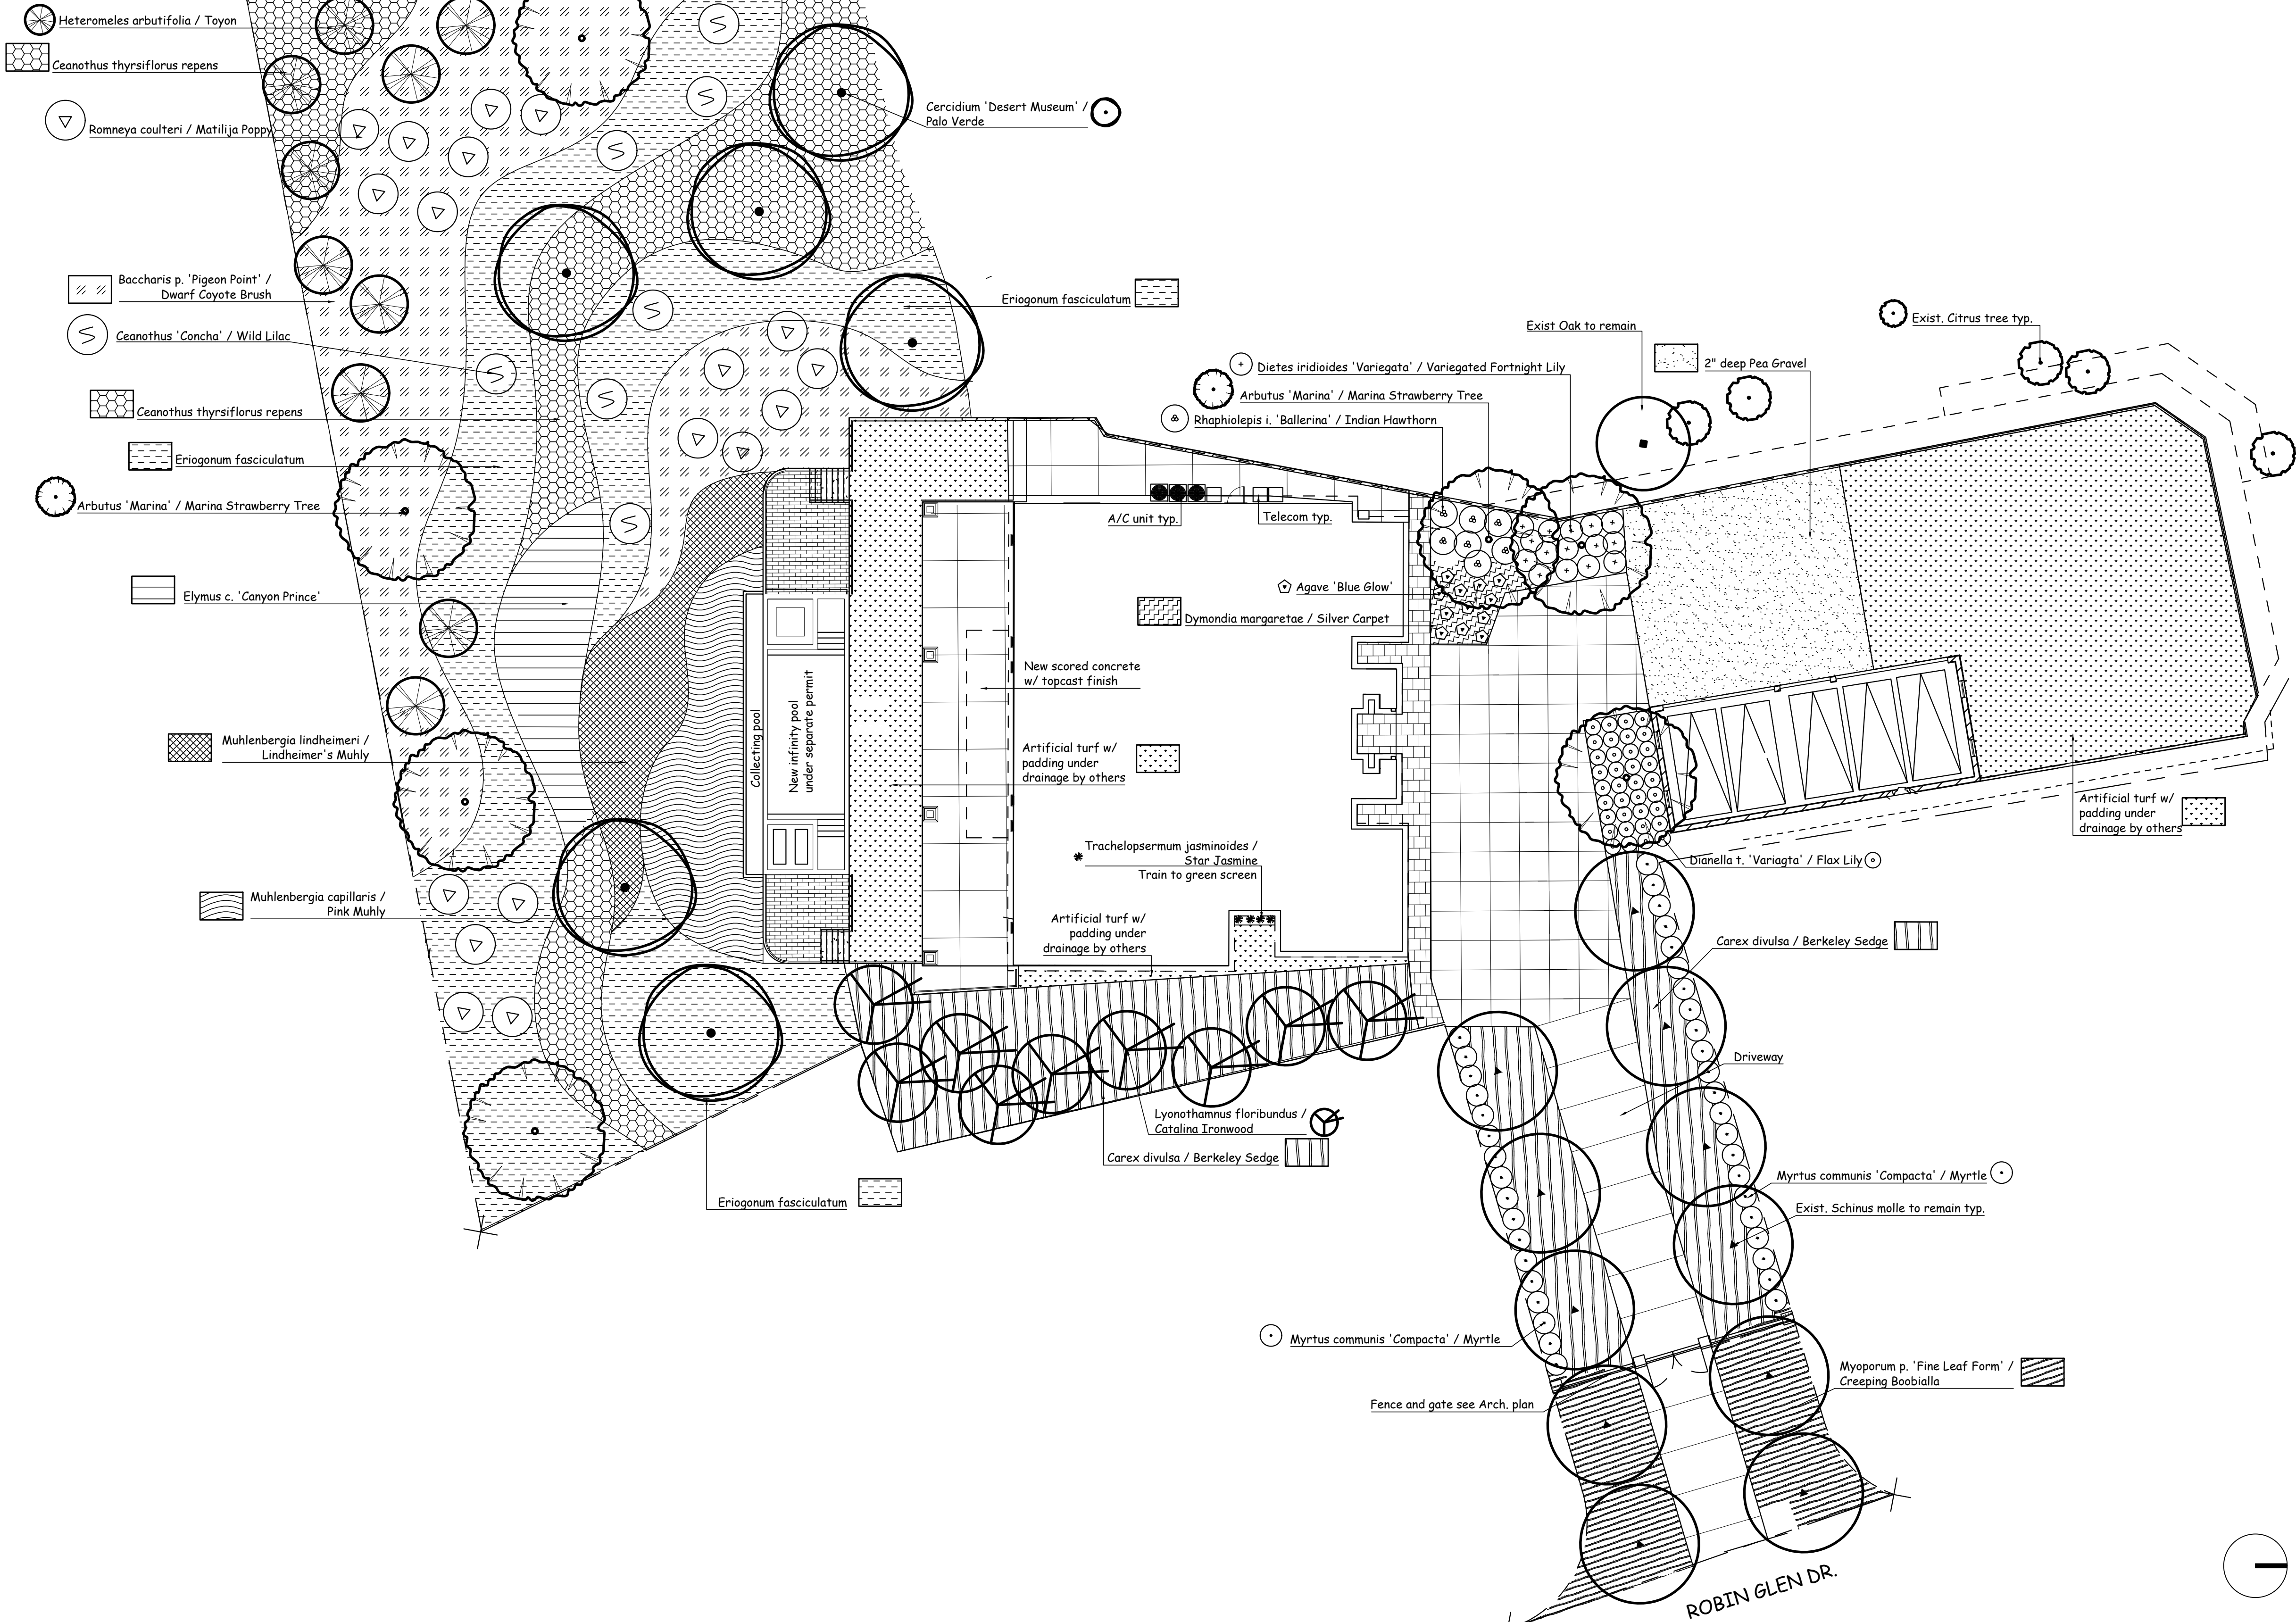 Heteromeles arbutifolia / Toyon
Ceanothus thyrsiflorus repens
Romneya coulteri / Matilija Poppy
Cercidium 'Desert Museum' /
Palo Verde
Baccharis p. 'Pigeon Point' /
Dwarf Coyote Brush
Ceanothus 'Concha' / Wild Lilac
Ceanothus thyrsiflorus repens
Eriogonum fasciculatum
Arbutus 'Marina' / Marina Strawberry Tree
Elymus c. 'Canyon Prince'
Muhlenbergia lindheimeri /
Lindheimer's Muhly
Muhlenbergia capillaris /
Pink Muhly
Eriogonum fasciculatum
Eriogonum fasciculatum
Exist Oak to remain
Exist. Citrus tree typ.
2" deep Pea Gravel
Dietes iridioides 'Variegata' / Variegated Fortnight Lily
Arbutus 'Marina' / Marina Strawberry Tree
Rhaphiolepis i. 'Ballerina' / Indian Hawthorn
A/C unit typ.
Telecom typ.
Agave 'Blue Glow'
Dymondia margaretae / Silver Carpet
New scored concrete
w/ topcast finish
Collecting pool
New infinity pool
under separate permit
Artificial turf w/
padding under
drainage by others
Trachelopsermum jasminoides /
Star Jasmine
Train to green screen
Artificial turf w/
padding under
drainage by others
Artificial turf w/
padding under
drainage by others
Dianella t. 'Variagta' / Flax Lily
Carex divulsa / Berkeley Sedge
Driveway
Lyonothamnus floribundus /
Catalina Ironwood
Carex divulsa / Berkeley Sedge
Myrtus communis 'Compacta' / Myrtle
Exist. Schinus molle to remain typ.
Myrtus communis 'Compacta' / Myrtle
Myoporum p. 'Fine Leaf Form' /
Creeping Boobialla
Fence and gate see Arch. plan
ROBIN GLEN DR.